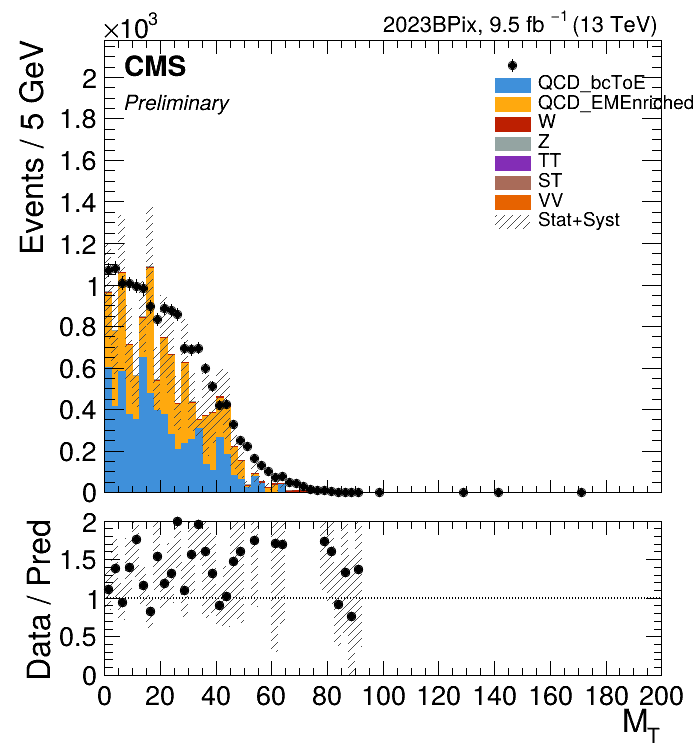 ×10³
2023BPix, 9.5 fb⁻¹ (13 TeV)
CMS
Preliminary
QCD_bcToE
QCD_EMEnriched
W
Z
TT
ST
VV
Stat+Syst
Events / 5 GeV
2
1.8
1.6
1.4
1.2
1
0.8
0.6
0.4
0.2
0
Data / Pred
2
1.5
1
0.5
0
0 20 40 60 80 100 120 140 160 180 200
M_T